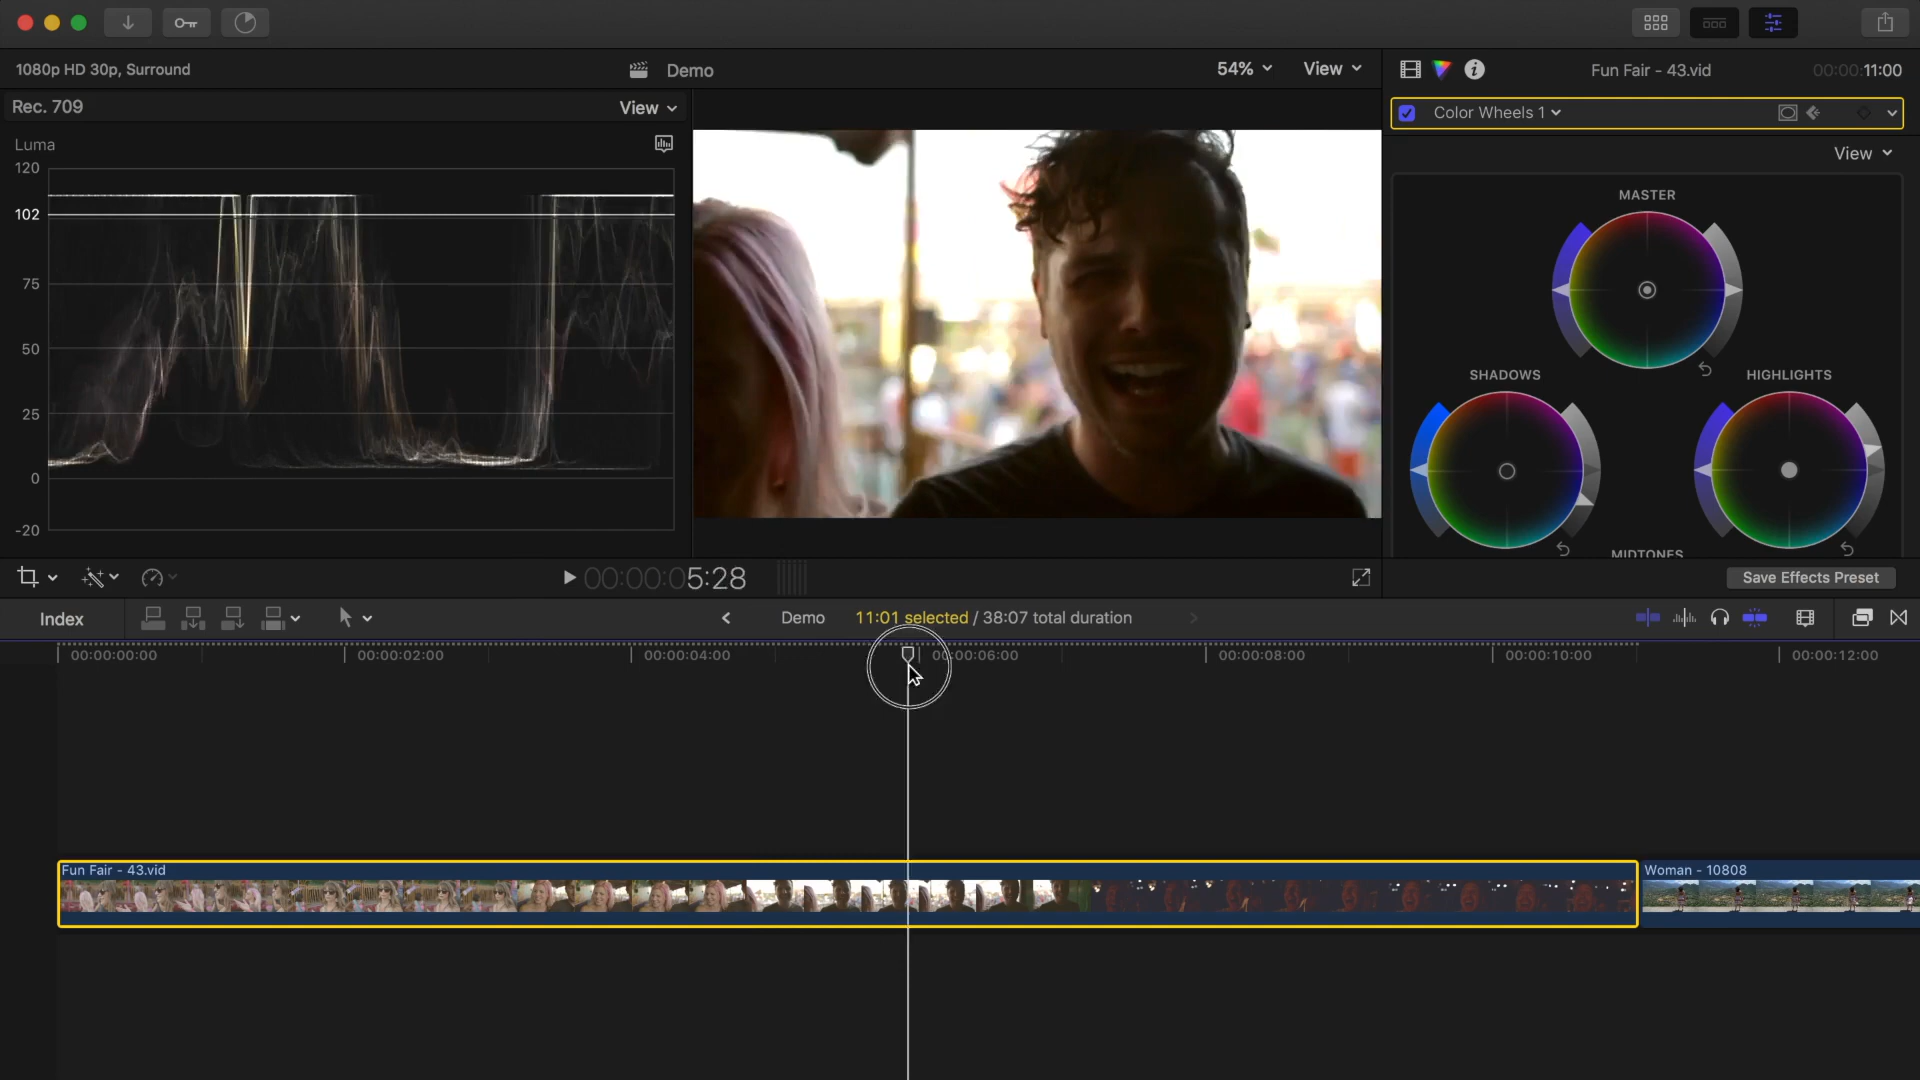 1080p HD 30p, Surround
Demo
54%
View
Fun Fair - 43.vid
00:00:11:00
Rec. 709
View
Color Wheels 1
Luma
View
120
102
75
50
25
0
-20
MASTER
SHADOWS
HIGHLIGHTS
MIDTONES
00:00:05:28
Save Effects Preset
Index
Demo
11:01 selected / 38:07 total duration
00:00:00:00
00:00:02:00
00:00:04:00
00:00:06:00
00:00:08:00
00:00:10:00
00:00:12:00
Fun Fair - 43.vid
Woman - 10808